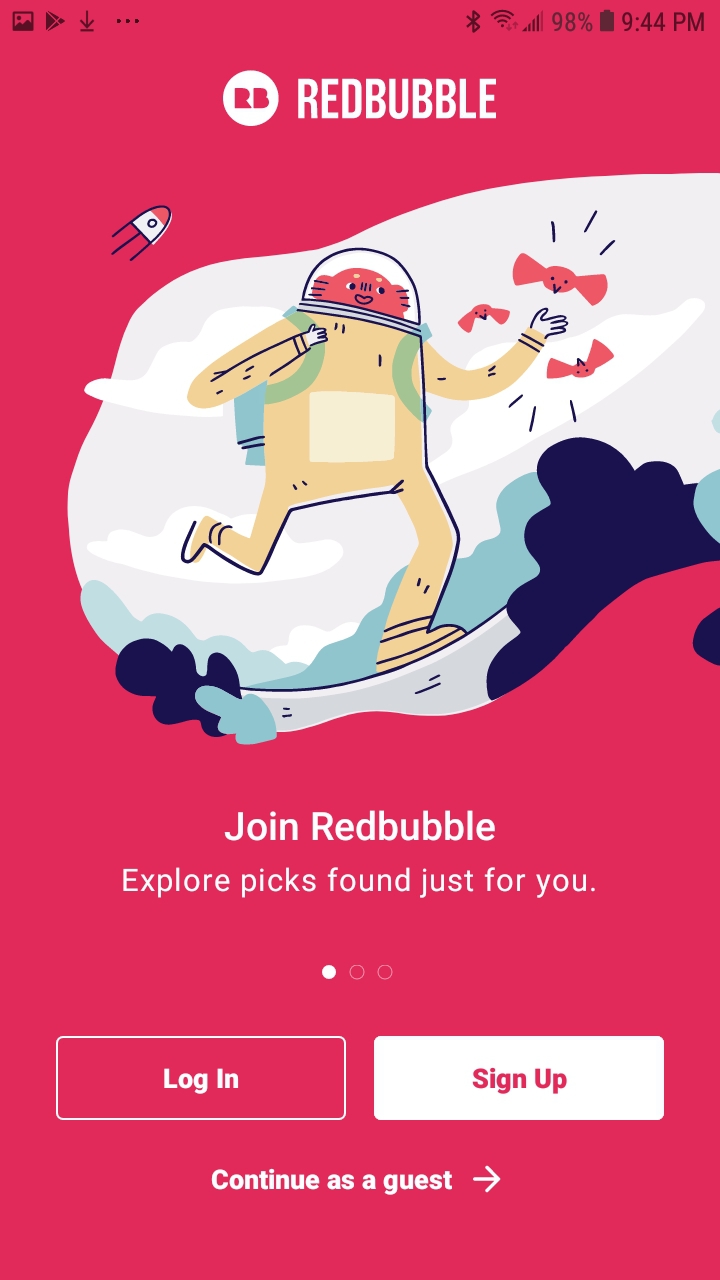 98% 9:44 PM
RB REDBUBBLE
Join Redbubble
Explore picks found just for you.
Log In
Sign Up
Continue as a guest